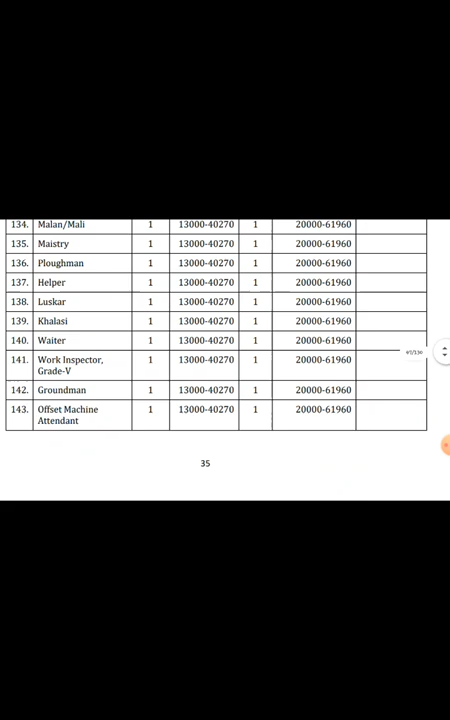 134. Malan/Mali 1 13000-40270 1 20000-61960
135. Maistry 1 13000-40270 1 20000-61960
136. Ploughman 1 13000-40270 1 20000-61960
137. Helper 1 13000-40270 1 20000-61960
138. Luskar 1 13000-40270 1 20000-61960
139. Khalasi 1 13000-40270 1 20000-61960
140. Waiter 1 13000-40270 1 20000-61960
141. Work Inspector, 1 13000-40270 1 20000-61960
Grade-V
142. Groundman 1 13000-40270 1 20000-61960
143. Offset Machine 1 13000-40270 1 20000-61960
Attendant
35